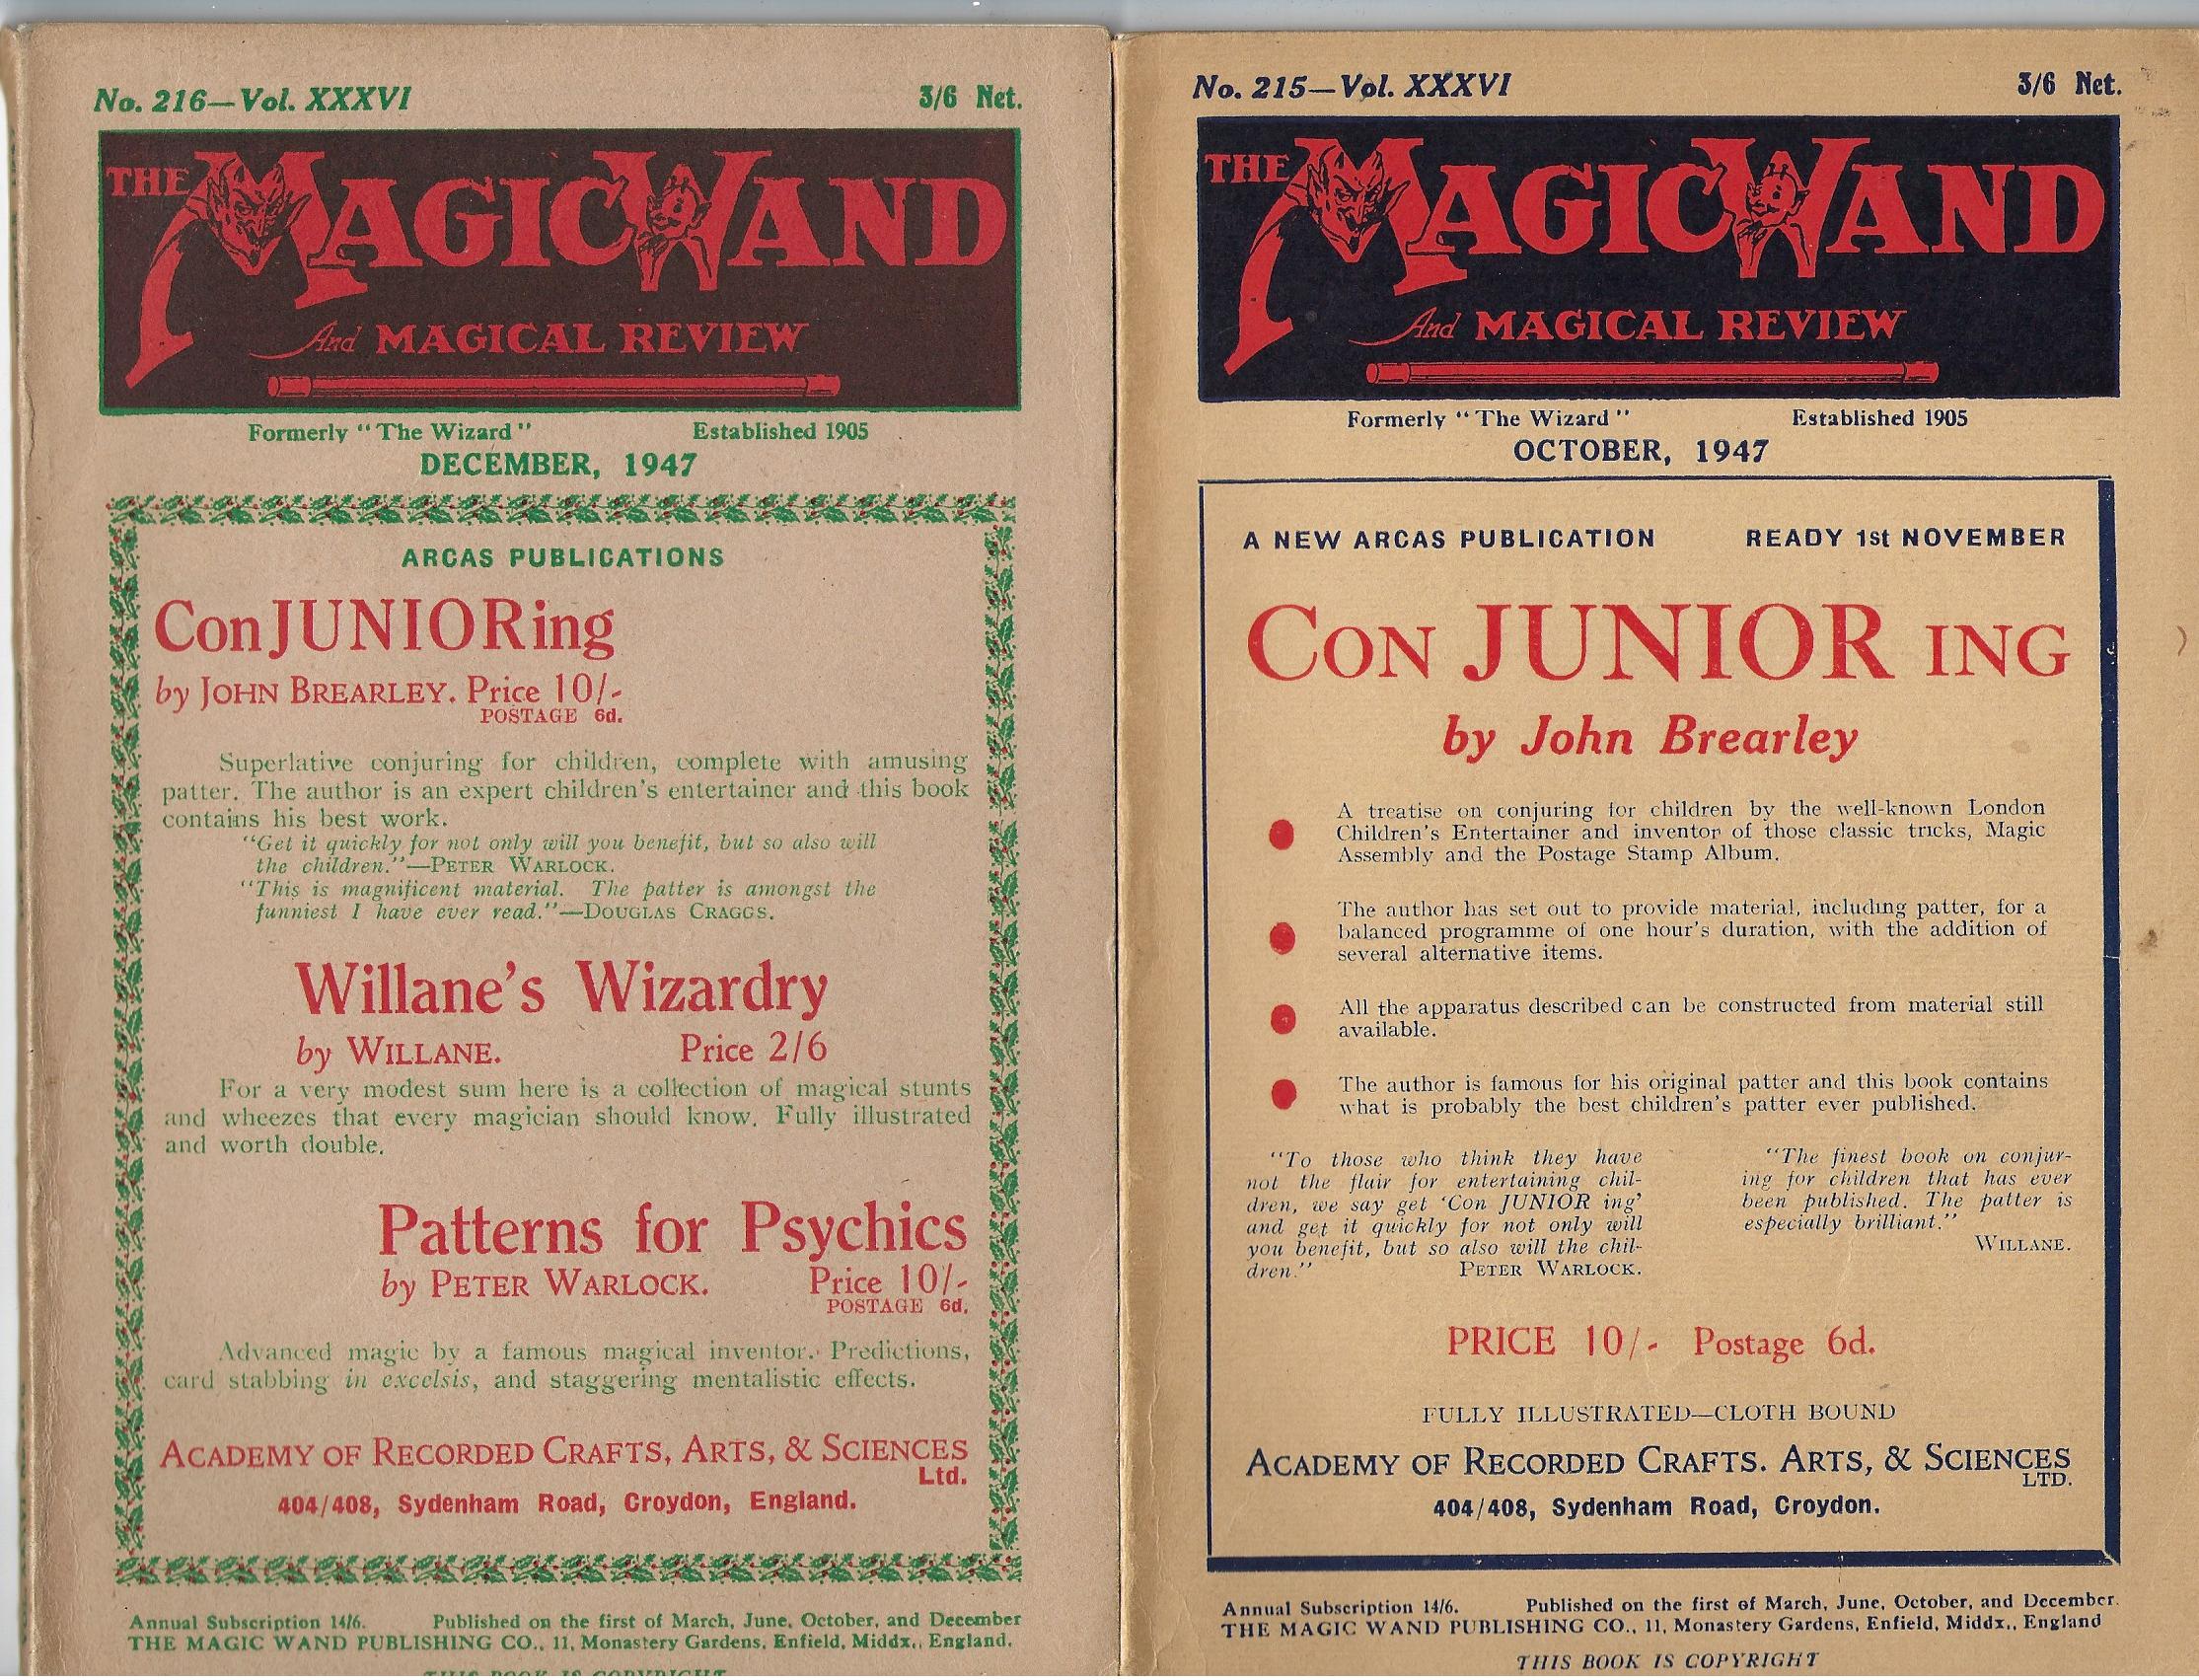 No. 216—Vol. XXXVI 3/6 Net.
THE MAGIC WAND
And MAGICAL REVIEW
Formerly "The Wizard" Established 1905
DECEMBER, 1947
ARCAS PUBLICATIONS
ConJUNIORing
by JOHN BREARLEY. Price 10/-
POSTAGE 6d.
Superlative conjuring for children, complete with amusing
patter. The author is an expert children's entertainer and this book
contains his best work.
"Get it quickly for not only will you benefit, but so also will
the children."—PETER WARLOCK.
"This is magnificent material. The patter is amongst the
funniest I have ever read."—DOUGLAS CRAGGS.
Willane's Wizardry
by WILLANE. Price 2/6
For a very modest sum here is a collection of magical stunts
and wheezes that every magician should know. Fully illustrated
and worth double.
Patterns for Psychics
by PETER WARLOCK. Price 10/-
POSTAGE 6d.
Advanced magic by a famous magical inventor. Predictions,
card stabbing in excelsis, and staggering mentalistic effects.
ACADEMY OF RECORDED CRAFTS, ARTS, & SCIENCES
Ltd.
404/408, Sydenham Road, Croydon, England.
Annual Subscription 14/6. Published on the first of March, June, October, and December
THE MAGIC WAND PUBLISHING CO., 11, Monastery Gardens, Enfield, Middx., England.
THIS BOOK IS COPYRIGHT
No. 215—Vol. XXXVI 3/6 Net.
THE MAGIC WAND
And MAGICAL REVIEW
Formerly "The Wizard" Established 1905
OCTOBER, 1947
A NEW ARCAS PUBLICATION READY 1st NOVEMBER
CON JUNIOR ING
by John Brearley
A treatise on conjuring for children by the well-known London
Children's Entertainer and inventor of those classic tricks, Magic
Assembly and the Postage Stamp Album.
The author has set out to provide material, including patter, for a
balanced programme of one hour's duration, with the addition of
several alternative items.
All the apparatus described can be constructed from material still
available.
The author is famous for his original patter and this book contains
what is probably the best children's patter ever published.
"To those who think they have
not the flair for entertaining chil-
dren, we say get 'Con JUNIOR ing'
and get it quickly for not only will
you benefit, but so also will the chil-
dren." PETER WARLOCK.
"The finest book on conjur-
ing for children that has ever
been published. The patter is
especially brilliant."
WILLANE.
PRICE 10/- Postage 6d.
FULLY ILLUSTRATED—CLOTH BOUND
ACADEMY OF RECORDED CRAFTS. ARTS, & SCIENCES
LTD.
404/408, Sydenham Road, Croydon.
Annual Subscription 14/6. Published on the first of March, June, October, and December.
THE MAGIC WAND PUBLISHING CO., 11, Monastery Gardens, Enfield, Middx., England
THIS BOOK IS COPYRIGHT